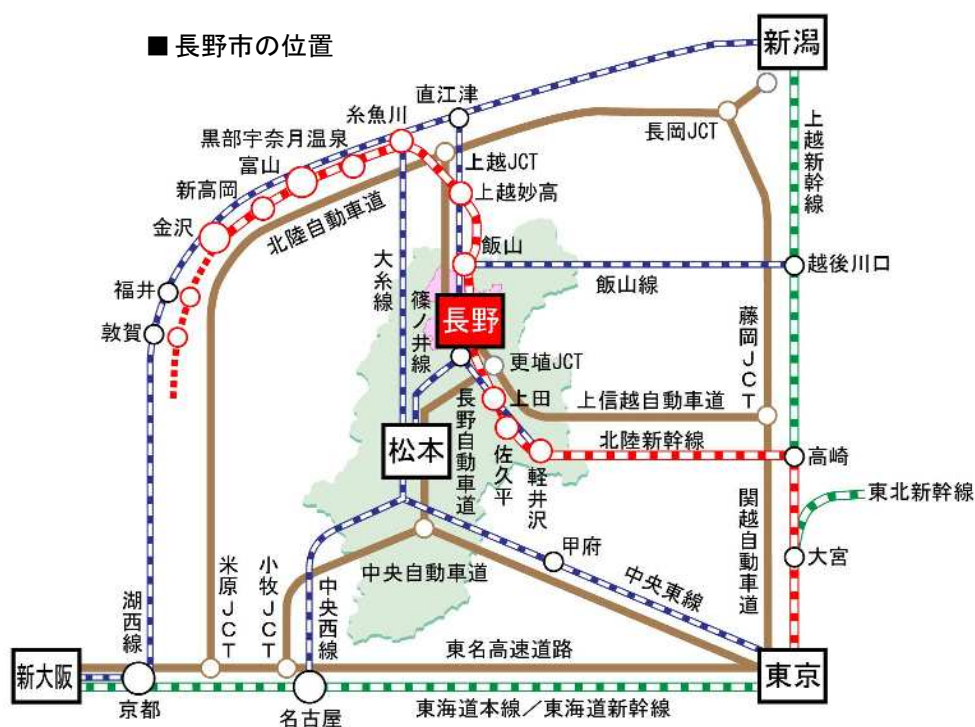 ■ 長野市の位置
新潟
直江津
糸魚川
黒部宇奈月温泉
富山
新高岡
金沢
長岡JCT
上越新幹線
上越JCT
上越妙高
北陸自動車道
飯山
飯山線
越後川口
福井
敦賀
大糸線
篠ノ井線
長野
更埴JCT
藤岡JCT
上田
上信越自動車道
長野自動車道
松本
佐久平
軽井沢
北陸新幹線
高崎
東北新幹線
関越自動車道
大宮
甲府
中央東線
中央自動車道
湖西線
米原JCT
小牧JCT
中央西線
東名高速道路
新大阪
京都
名古屋
東海道本線／東海道新幹線
東京